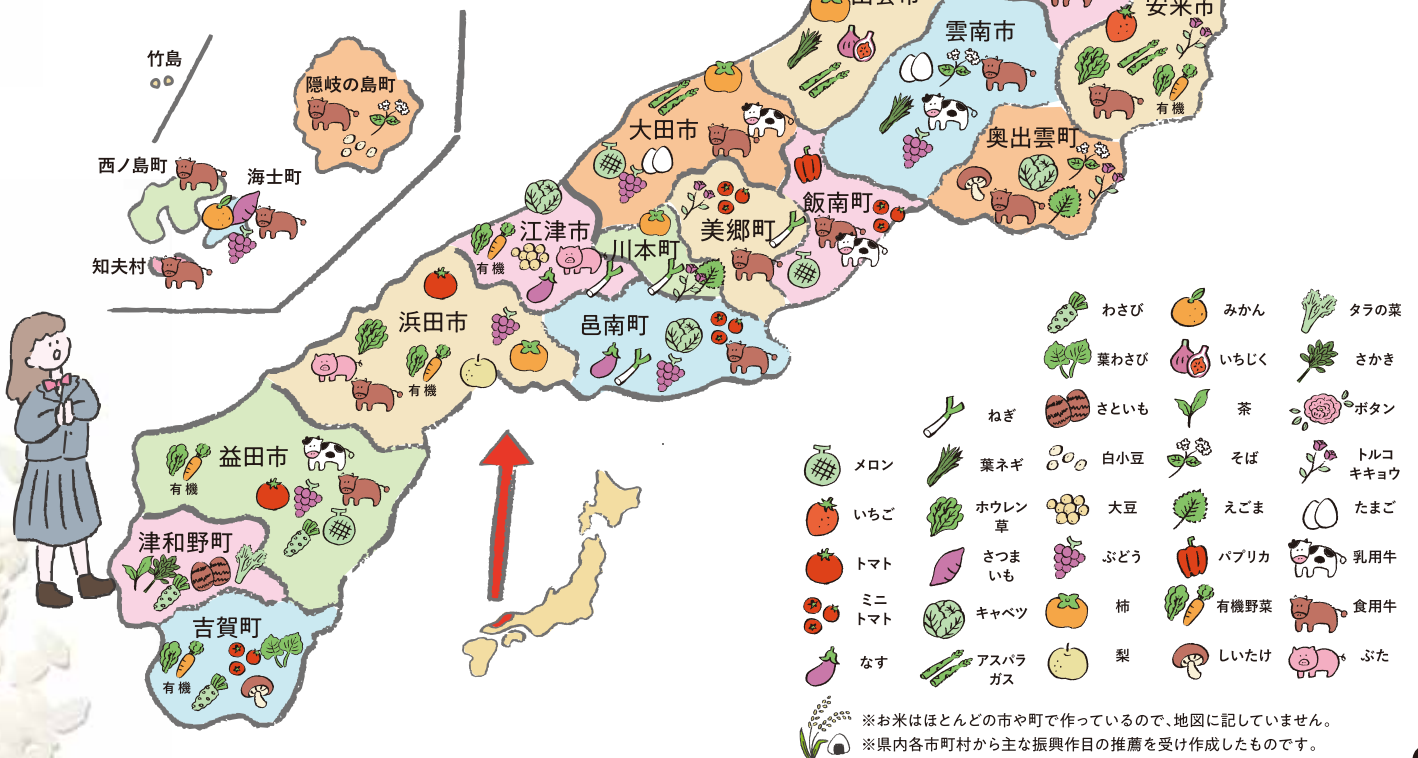 出雲市
安来市
雲南市
竹島
隠岐の島町
大田市
奥出雲町
有機
西ノ島町
海士町
飯南町
江津市
美郷町
川本町
有機
知夫村
浜田市
邑南町
有機
益田市
有機
津和野町
吉賀町
有機
わさび
みかん
タラの菜
葉わさび
いちじく
さかき
ねぎ
さといも
茶
ボタン
メロン
葉ネギ
白小豆
そば
トルコ
キキョウ
いちご
ホウレン
草
大豆
えごま
たまご
トマト
さつま
いも
ぶどう
パプリカ
乳用牛
ミニ
トマト
キャベツ
柿
有機野菜
食用牛
なす
アスパラ
ガス
梨
しいたけ
ぶた
※お米はほとんどの市や町で作っているので、地図に記していません。
※県内各市町村から主な振興作目の推薦を受け作成したものです。